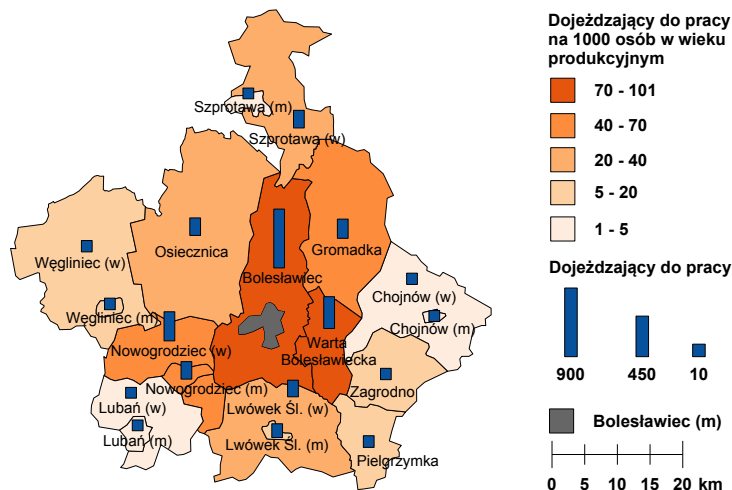 Dojeżdzający do pracy
na 1000 osób w wieku
produkcyjnym
70 - 101
40 - 70
20 - 40
5 - 20
1 - 5
Dojeżdzający do pracy
900
450
10
Bolesławiec (m)
0
5
10
15
20
km
Szprotawa (m)
Szprotawa (w)
Osiecznica
Bolesławiec
Gromadka
Węgliniec (w)
Węgliniec (m)
Chojnów (w)
Chojnów (m)
Nowogrodziec (w)
Warta
Bolesławiecka
Nowogrodziec (m)
Zagrodno
Lubań (w)
Lwówek Śl. (w)
Lubań (m)
Lwówek Śl. (m)
Pielgrzymka